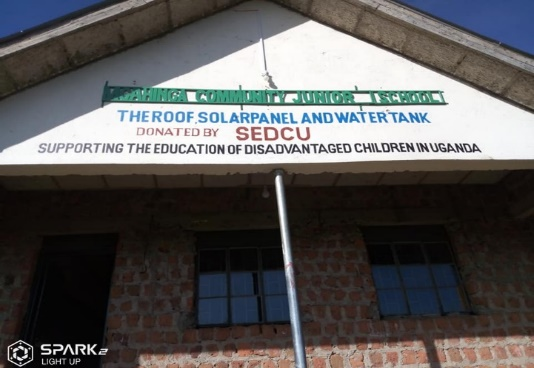 COMMUNITY JUNIOR [SCHOOL]
THE ROOF, SOLARPANEL AND WATER TANK
DONATED BY SEDCU
SUPPORTING THE EDUCATION OF DISADVANTAGED CHILDREN IN UGANDA
SPARK 2
LIGHT UP